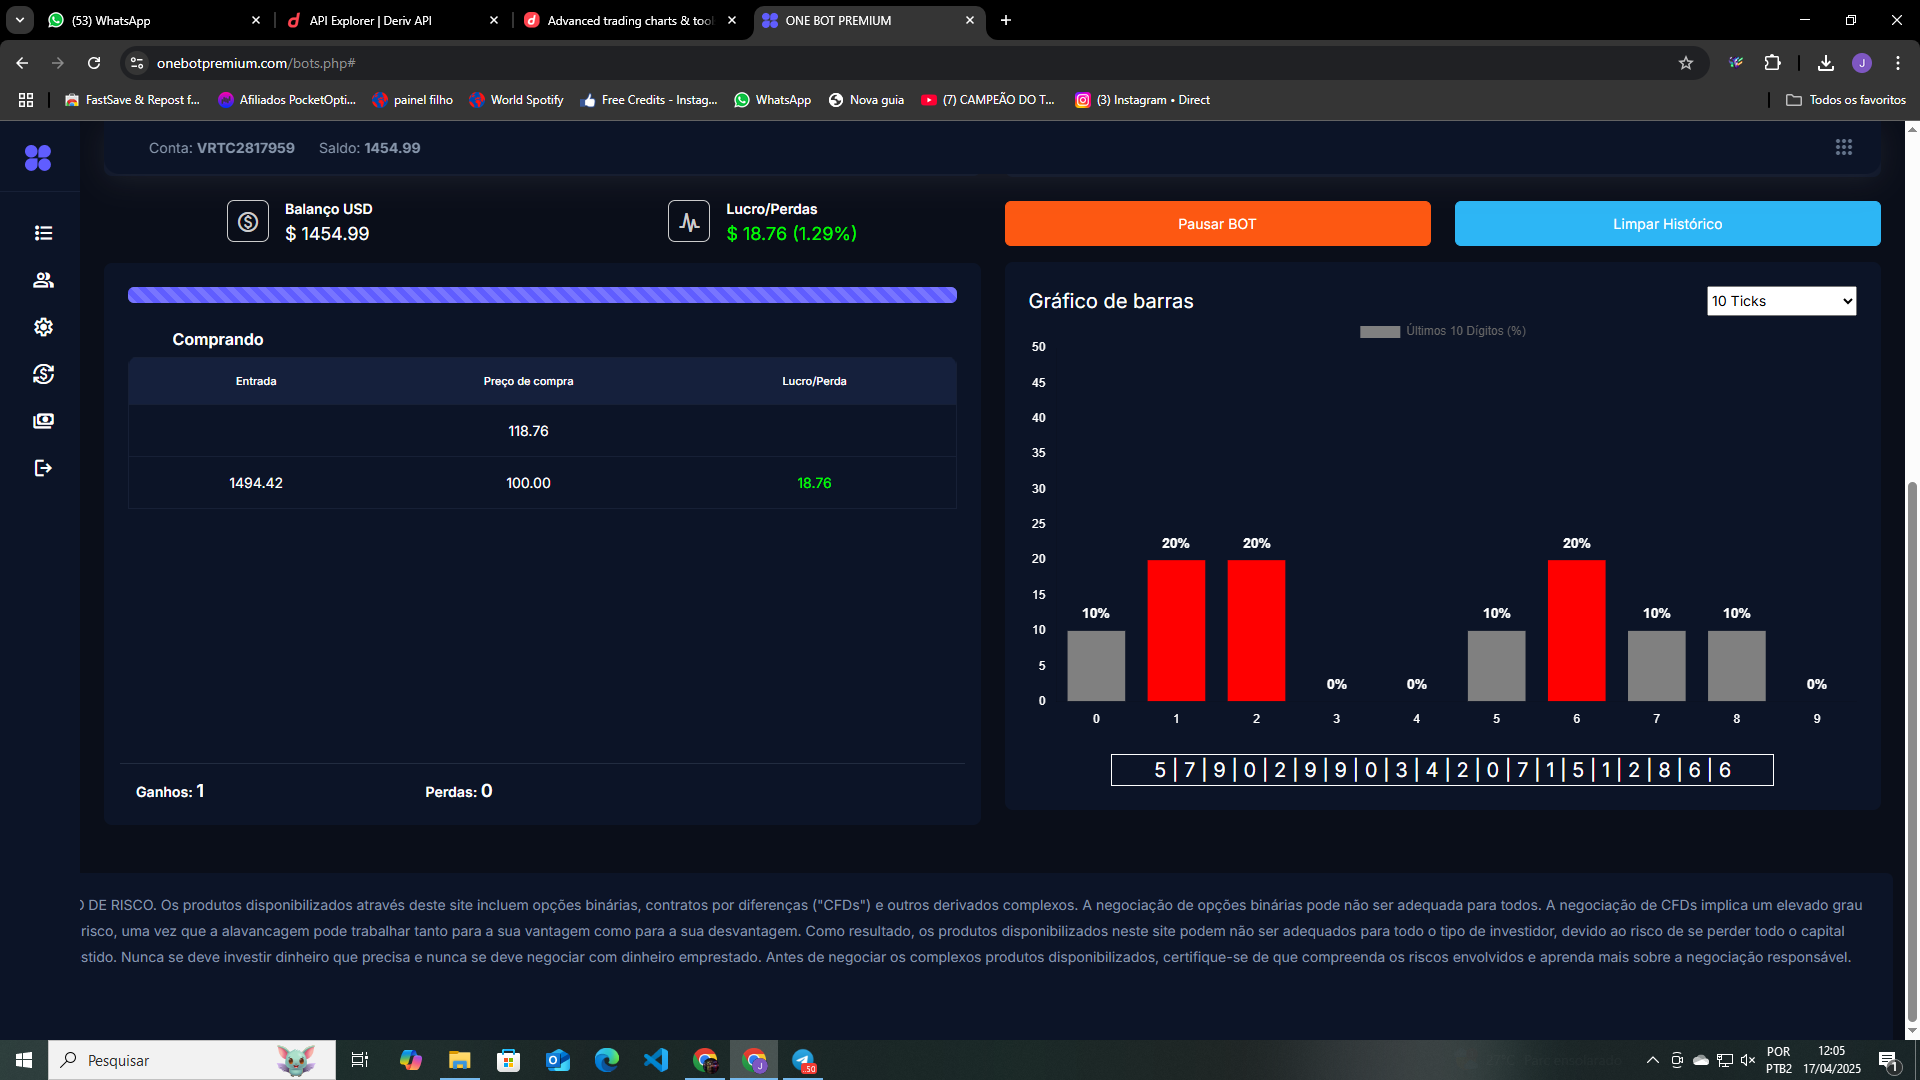 (53) WhatsApp
API Explorer | Deriv API
Advanced trading charts & tool
ONE BOT PREMIUM
onebotpremium.com/bots.php#
J
FastSave & Repost f...
Afiliados PocketOpti...
painel filho
World Spotify
Free Credits - Instag...
WhatsApp
Nova guia
(7) CAMPEÃO DO T...
(3) Instagram • Direct
Todos os favoritos
Conta: VRTC2817959
Saldo: 1454.99
Balanço USD
$ 1454.99
Lucro/Perdas
$ 18.76 (1.29%)
Pausar BOT
Limpar Histórico
Comprando
Entrada
Preço de compra
Lucro/Perda
118.76
1494.42
100.00
18.76
Ganhos: 1
Perdas: 0
Gráfico de barras
10 Ticks
Últimos 10 Dígitos (%)
50
45
40
35
30
25
20
15
10
5
0
10%
20%
20%
0%
0%
10%
20%
10%
10%
0%
0
1
2
3
4
5
6
7
8
9
5 | 7 | 9 | 0 | 2 | 9 | 9 | 0 | 3 | 4 | 2 | 0 | 7 | 1 | 5 | 1 | 2 | 8 | 6 | 6
DE RISCO. Os produtos disponibilizados através deste site incluem opções binárias, contratos por diferenças ("CFDs") e outros derivados complexos. A negociação de opções binárias pode não ser adequada para todos. A negociação de CFDs implica um elevado grau
risco, uma vez que a alavancagem pode trabalhar tanto para a sua vantagem como para a sua desvantagem. Como resultado, os produtos disponibilizados neste site podem não ser adequados para todo o tipo de investidor, devido ao risco de se perder todo o capital
stido. Nunca se deve investir dinheiro que precisa e nunca se deve negociar com dinheiro emprestado. Antes de negociar os complexos produtos disponibilizados, certifique-se de que compreenda os riscos envolvidos e aprenda mais sobre a negociação responsável.
Pesquisar
POR
PTB2
12:05
17/04/2025
1